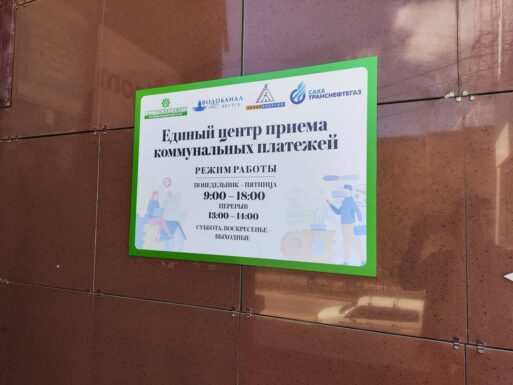 ВОДОКАНАЛ
ЯКУТСК
САХА
ТРАНСНЕФТЕГАЗ
Единый центр приема
коммунальных платежей
РЕЖИМ РАБОТЫ
ПОНЕДЕЛЬНИК – ПЯТНИЦА
9:00 – 18:00
ПЕРЕРЫВ
13:00 – 14:00
СУББОТА, ВОСКРЕСЕНЬЕ –
ВЫХОДНЫЕ